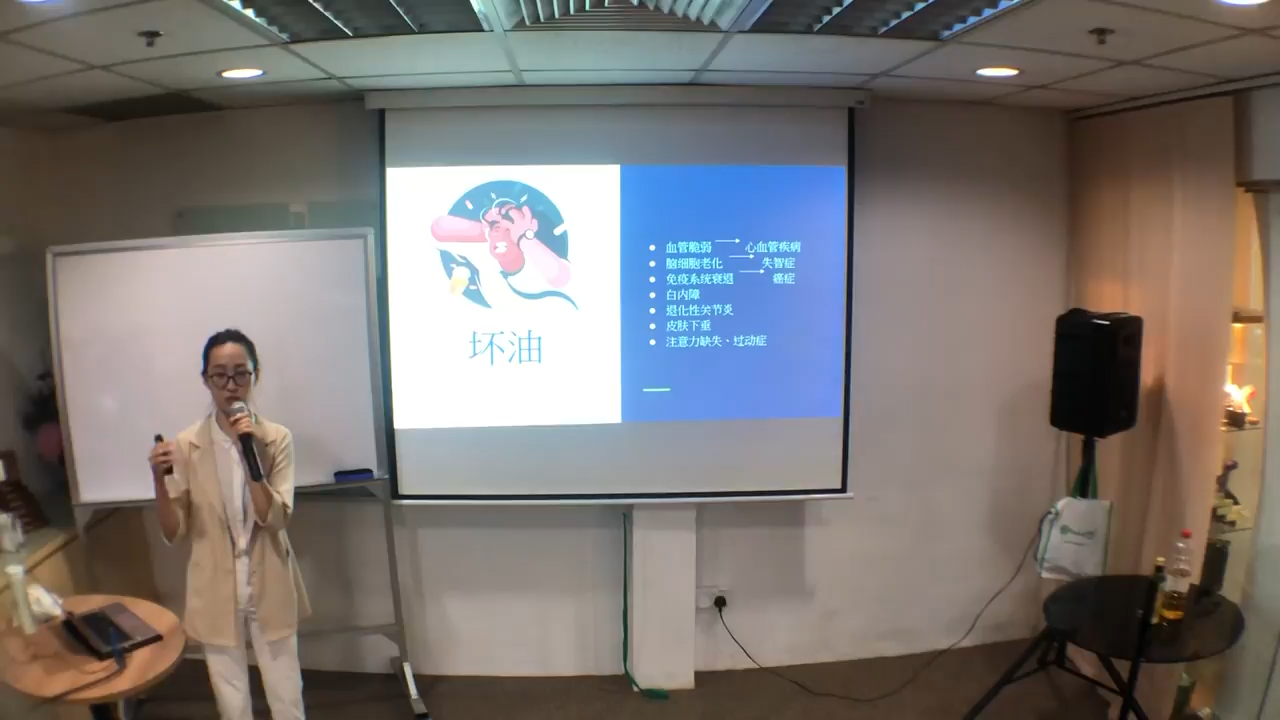 坏油
血管脆弱 → 心血管疾病
脑细胞老化 → 失智症
免疫系统衰退 → 癌症
白内障
退化性关节炎
皮肤下垂
注意力缺失、过动症